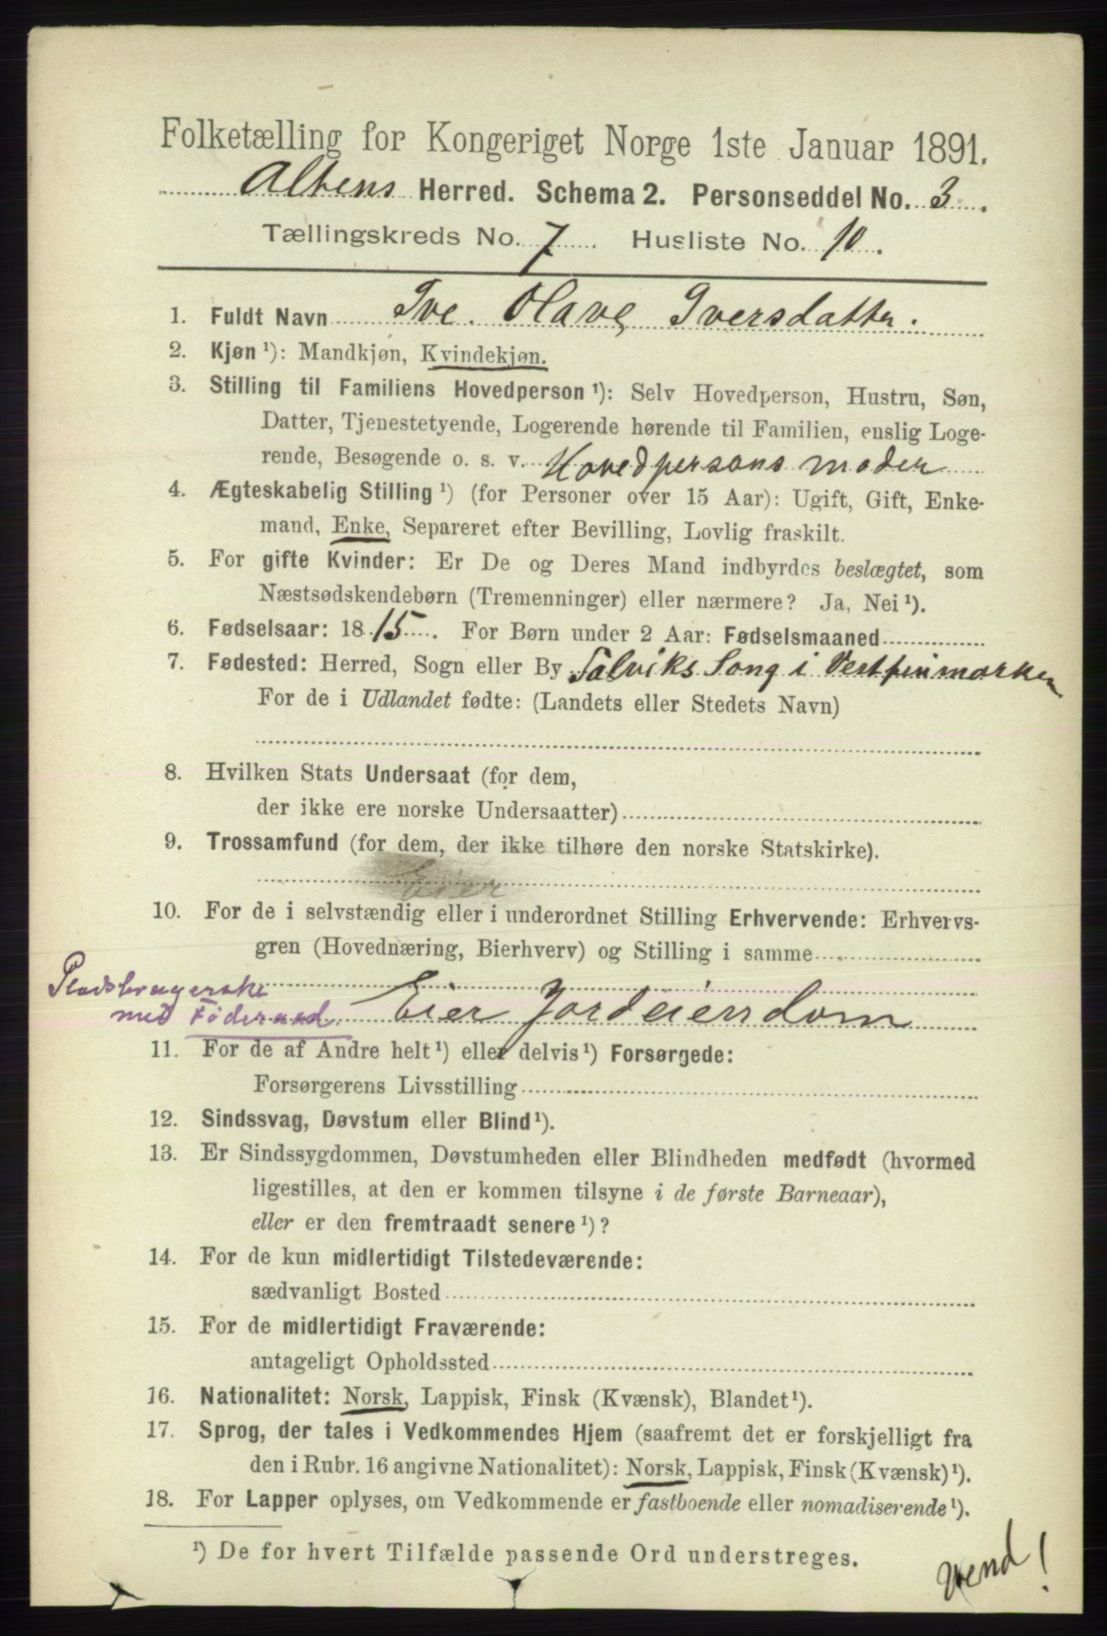 Folketælling for Kongeriget Norge 1ste Januar 1891.
Altens Herred. Schema 2. Personseddel No. 3.
Tællingskreds No. 7. Husliste No. 10.
1. Fuldt Navn Olave Iversdatter.
2. Kjøn ¹): Mandkjøn, Kvindekjøn.
3. Stilling til Familiens Hovedperson ¹): Selv Hovedperson, Hustru, Søn,
Datter, Tjenestetyende, Logerende hørende til Familien, enslig Loge-
rende, Besøgende o. s. v. Hovedpersons moder
4. Ægteskabelig Stilling ¹) (for Personer over 15 Aar): Ugift, Gift, Enke-
mand, Enke, Separeret efter Bevilling, Lovlig fraskilt.
5. For gifte Kvinder: Er De og Deres Mand indbyrdes beslægtet, som
Næstsødskendebørn (Tremenninger) eller nærmere? Ja, Nei ¹).
6. Fødselsaar: 1815. For Børn under 2 Aar: Fødselsmaaned
7. Fødested: Herred, Sogn eller By Talviks Song i Vestfinmarken
For de i Udlandet fødte: (Landets eller Stedets Navn)
8. Hvilken Stats Undersaat (for dem,
der ikke ere norske Undersaatter)
9. Trossamfund (for dem, der ikke tilhøre den norske Statskirke).
Eier
10. For de i selvstændig eller i underordnet Stilling Erhvervende: Erhvervs-
gren (Hovednæring, Bierhverv) og Stilling i samme
Pladsbrugerske
med Föderaad. Eier Jordeiendom
11. For de af Andre helt ¹) eller delvis ¹) Forsørgede:
Forsørgerens Livsstilling
12. Sindssvag, Døvstum eller Blind ¹).
13. Er Sindssygdommen, Døvstumheden eller Blindheden medfødt (hvormed
ligestilles, at den er kommen tilsyne i de første Barneaar),
eller er den fremtraadt senere ¹)?
14. For de kun midlertidigt Tilstedeværende:
sædvanligt Bosted
15. For de midlertidigt Fraværende:
antageligt Opholdssted
16. Nationalitet: Norsk, Lappisk, Finsk (Kvænsk), Blandet ¹).
17. Sprog, der tales i Vedkommendes Hjem (saafremt det er forskjelligt fra
den i Rubr. 16 angivne Nationalitet): Norsk, Lappisk, Finsk (Kvænsk) ¹).
18. For Lapper oplyses, om Vedkommende er fastboende eller nomadiserende ¹).
¹) De for hvert Tilfælde passende Ord understreges.
Vend!